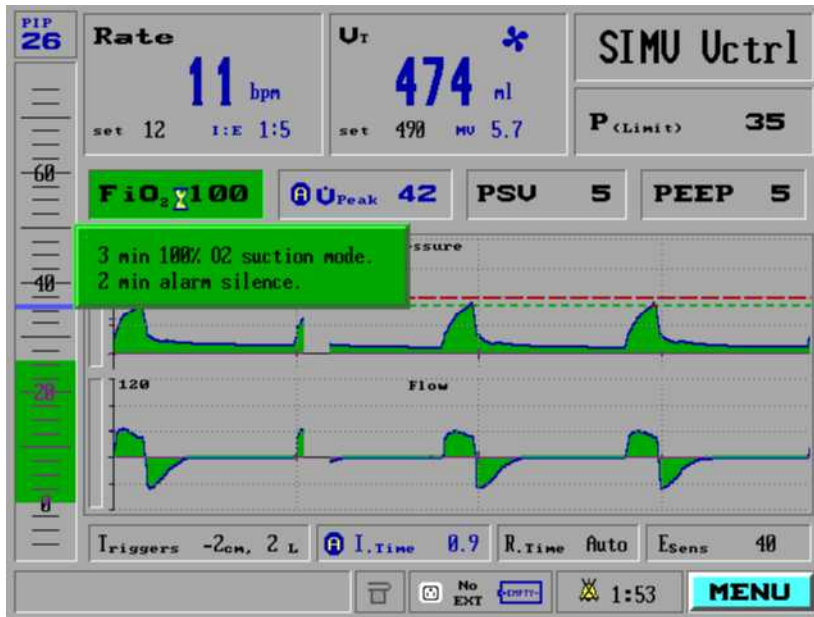 PIP
26
Rate
11 bpm
set 12 I:E 1:5
VT
474 ml
set 490 MV 5.7
SIMV Vctrl
P(Limit) 35
FiO2 100
A V̇Peak 42
PSV 5
PEEP 5
3 min 100% O2 suction mode.
2 min alarm silence.
ssure
60
40
20
0
120
Flow
Triggers -2cm, 2 L
A I.Time 0.9
R.Time Auto
Esens 40
No
EXT
-EMPTY-
1:53
MENU